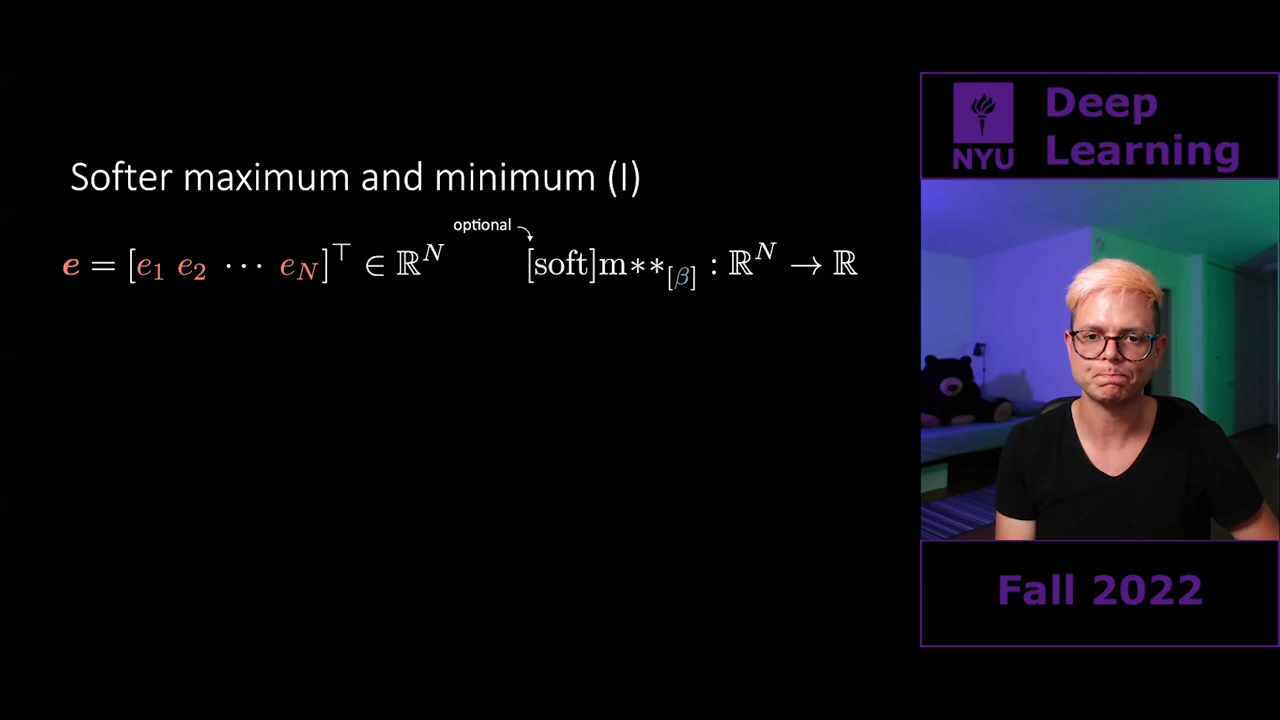 Softer maximum and minimum (I)
optional
e = [e₁ e₂ ⋯ e_N]^⊤ ∈ ℝ^N
[soft]m**_[β] : ℝ^N → ℝ
NYU
Deep
Learning
Fall 2022